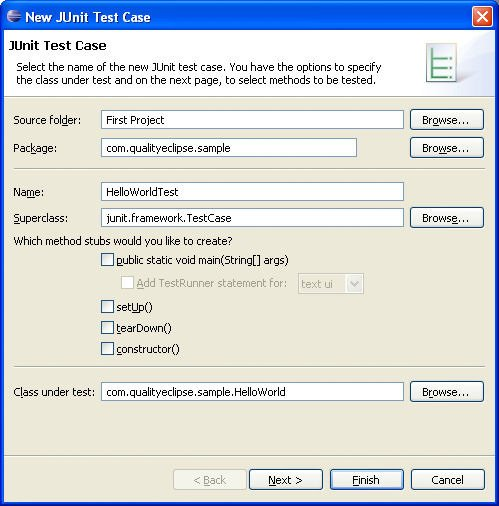 New JUnit Test Case
JUnit Test Case
Select the name of the new JUnit test case. You have the options to specify
the class under test and on the next page, to select methods to be tested.
Source folder: First Project Browse...
Package: com.qualityeclipse.sample Browse...
Name: HelloWorldTest
Superclass: junit.framework.TestCase Browse...
Which method stubs would you like to create?
public static void main(String[] args)
Add TestRunner statement for: text ui
setUp()
tearDown()
constructor()
Class under test: com.qualityeclipse.sample.HelloWorld Browse...
< Back Next > Finish Cancel